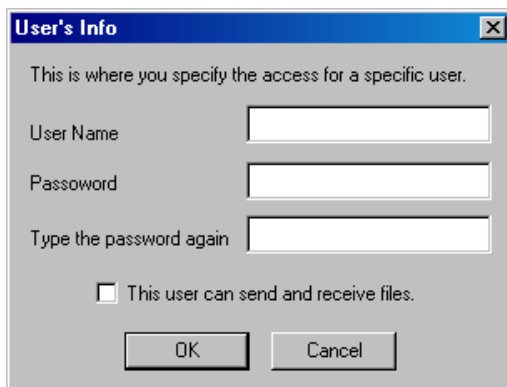 User's Info
This is where you specify the access for a specific user.
User Name
Passoword
Type the password again
This user can send and receive files.
OK
Cancel